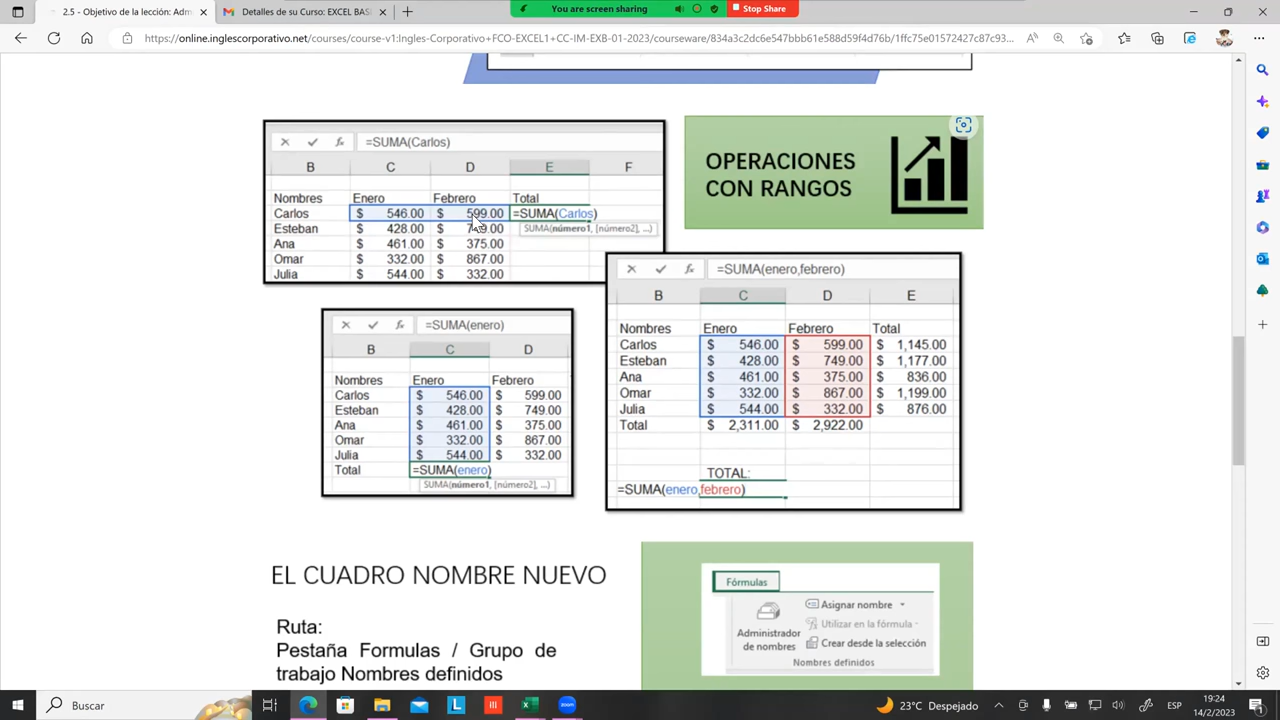 2.5 - Objetivo de la lección: Adm
Detalles de su Curso: EXCEL BAS
You are screen sharing
Stop Share
https://online.inglescorporativo.net/courses/course-v1:Ingles-Corporativo+FCO-EXCEL1+CC-IM-EXB-01-2023/courseware/834a3c2dc6e547bbb61e588d59f4d16f/1ffc75e01572427c87c93...
=SUMA(Carlos)
B C D E F
Nombres Enero Febrero Total
Carlos $ 546.00 $ 599.00 =SUMA(Carlos)
Esteban $ 428.00 $ 749.00 SUMA(número1, [número2], ...)
Ana $ 461.00 $ 375.00
Omar $ 332.00 $ 867.00
Julia $ 544.00 $ 332.00
OPERACIONES
CON RANGOS
=SUMA(enero)
B C D
Nombres Enero Febrero
Carlos $ 546.00 $ 599.00
Esteban $ 428.00 $ 749.00
Ana $ 461.00 $ 375.00
Omar $ 332.00 $ 867.00
Julia $ 544.00 $ 332.00
Total =SUMA(enero)
SUMA(número1, [número2], ...)
=SUMA(enero,febrero)
B C D E
Nombres Enero Febrero Total
Carlos $ 546.00 $ 599.00 $ 1,145.00
Esteban $ 428.00 $ 749.00 $ 1,177.00
Ana $ 461.00 $ 375.00 $ 836.00
Omar $ 332.00 $ 867.00 $ 1,199.00
Julia $ 544.00 $ 332.00 $ 876.00
Total $ 2,311.00 $ 2,922.00
TOTAL:
=SUMA(enero,febrero)
EL CUADRO NOMBRE NUEVO
Ruta:
Pestaña Formulas / Grupo de
trabajo Nombres definidos
Fórmulas
Administrador
de nombres
Asignar nombre
Utilizar en la fórmula
Crear desde la selección
Nombres definidos
Buscar
23°C Despejado
ESP
19:24
14/2/2023